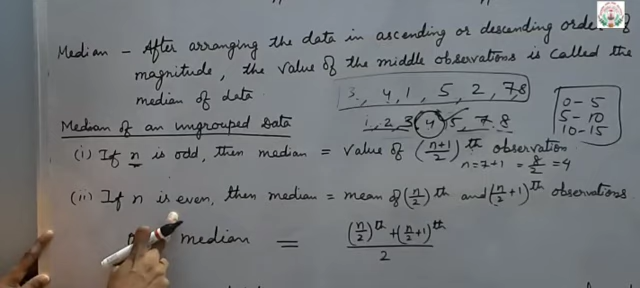 Median - After arranging the data in ascending or descending order of
magnitude, the value of the middle observations is called the
median of data.
3, 4, 1, 5, 2, 7, 8
1, 2, 3, 4, 5, 7, 8
0-5
5-10
10-15
Median of an ungrouped Data
(i) If n is odd, then median = value of (n+1/2)th observation
n=7+1 = 8/2 = 4
(ii) If n is even, then median = mean of (n/2)th and (n/2+1)th observations.
median = (n/2)th + (n/2+1)th / 2